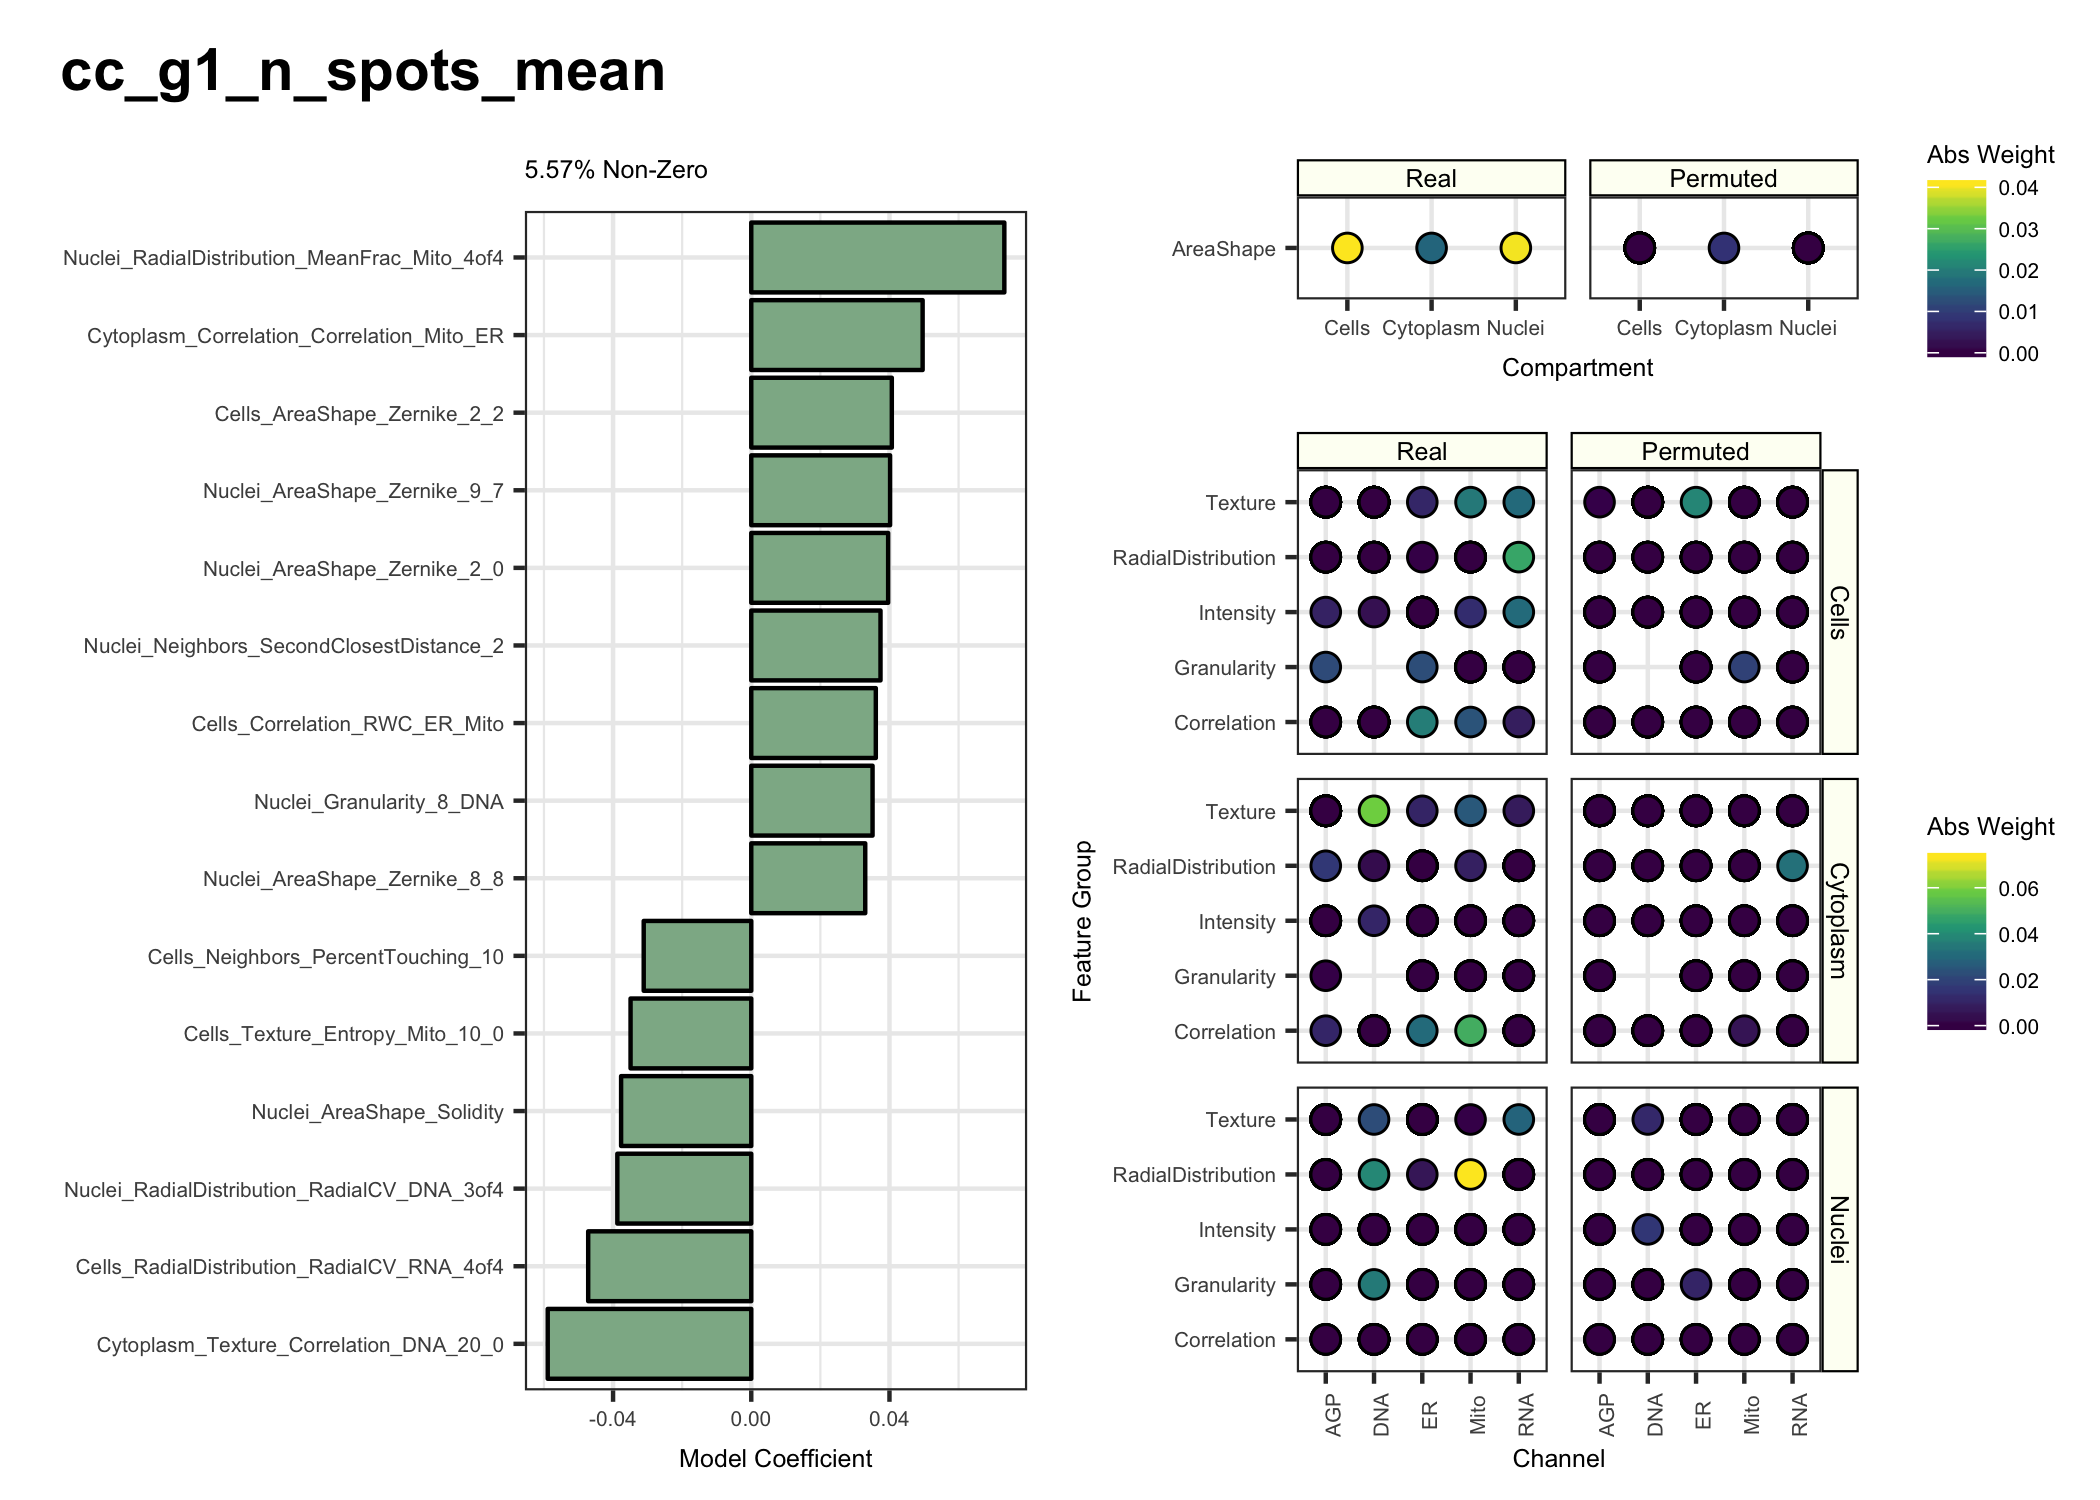 cc_g1_n_spots_mean
5.57% Non-Zero
Nuclei_RadialDistribution_MeanFrac_Mito_4of4
Cytoplasm_Correlation_Correlation_Mito_ER
Cells_AreaShape_Zernike_2_2
Nuclei_AreaShape_Zernike_9_7
Nuclei_AreaShape_Zernike_2_0
Nuclei_Neighbors_SecondClosestDistance_2
Cells_Correlation_RWC_ER_Mito
Nuclei_Granularity_8_DNA
Nuclei_AreaShape_Zernike_8_8
Cells_Neighbors_PercentTouching_10
Cells_Texture_Entropy_Mito_10_0
Nuclei_AreaShape_Solidity
Nuclei_RadialDistribution_RadialCV_DNA_3of4
Cells_RadialDistribution_RadialCV_RNA_4of4
Cytoplasm_Texture_Correlation_DNA_20_0
-0.04 0.00 0.04
Model Coefficient
Real Permuted
AreaShape
Cells Cytoplasm Nuclei Cells Cytoplasm Nuclei
Compartment
Abs Weight
0.04
0.03
0.02
0.01
0.00
Real Permuted
Feature Group
Texture
RadialDistribution
Intensity
Granularity
Correlation
Cells
Texture
RadialDistribution
Intensity
Granularity
Correlation
Cytoplasm
Texture
RadialDistribution
Intensity
Granularity
Correlation
Nuclei
AGP DNA ER Mito RNA AGP DNA ER Mito RNA
Channel
Abs Weight
0.06
0.04
0.02
0.00